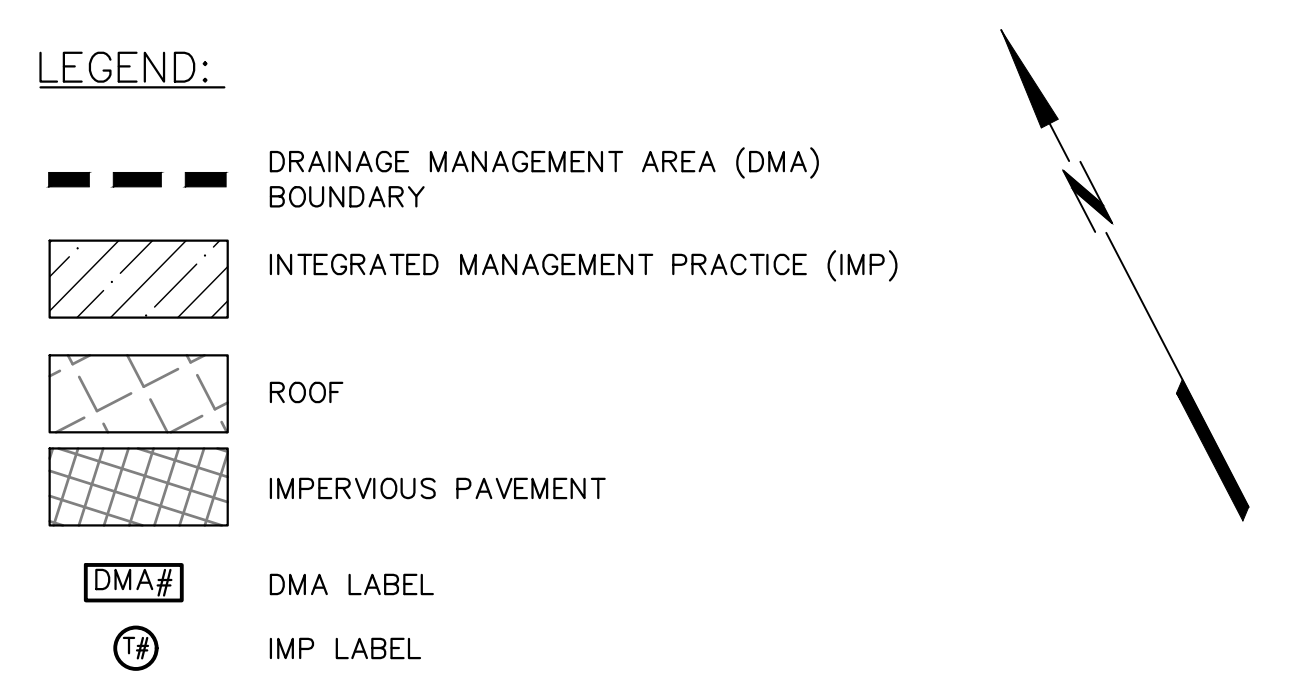 LEGEND:
DRAINAGE MANAGEMENT AREA (DMA)
BOUNDARY
INTEGRATED MANAGEMENT PRACTICE (IMP)
ROOF
IMPERVIOUS PAVEMENT
DMA# DMA LABEL
T# IMP LABEL
N